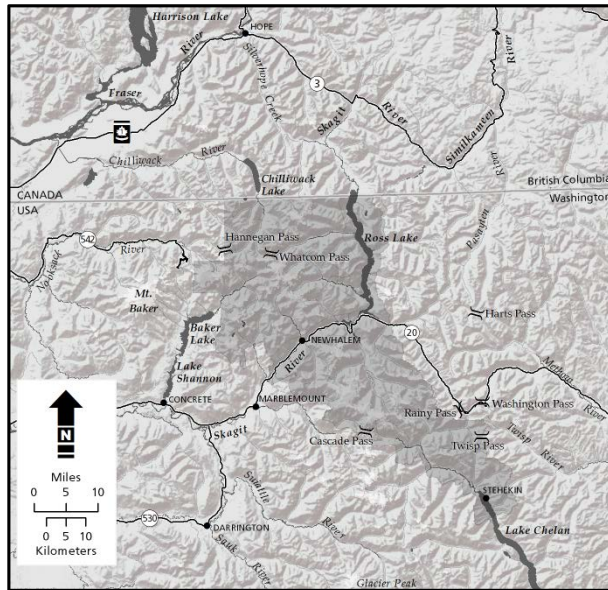 Harrison Lake
HOPE
River
Fraser
Silverhope
Creek
3
River
Skagit
River
Similkameen
Chilliwack
River
Chilliwack
Lake
River
Pasayton
CANADA
USA
British Columbia
Washington
542
River
Nooksack
Hannegan Pass
Whatcom Pass
Ross Lake
Mt.
Baker
Baker
Lake
Harts Pass
NEWHALEM
20
Lake
Shannon
River
Methow
River
CONCRETE
MARBLEMOUNT
Rainy Pass
Washington Pass
N
Skagit
Cascade Pass
Twisp Pass
Twisp
River
Miles
0 5 10
0 5 10
Kilometers
Suiattle
River
STEHEKIN
530
DARRINGTON
Sauk
River
Lake Chelan
Glacier Peak